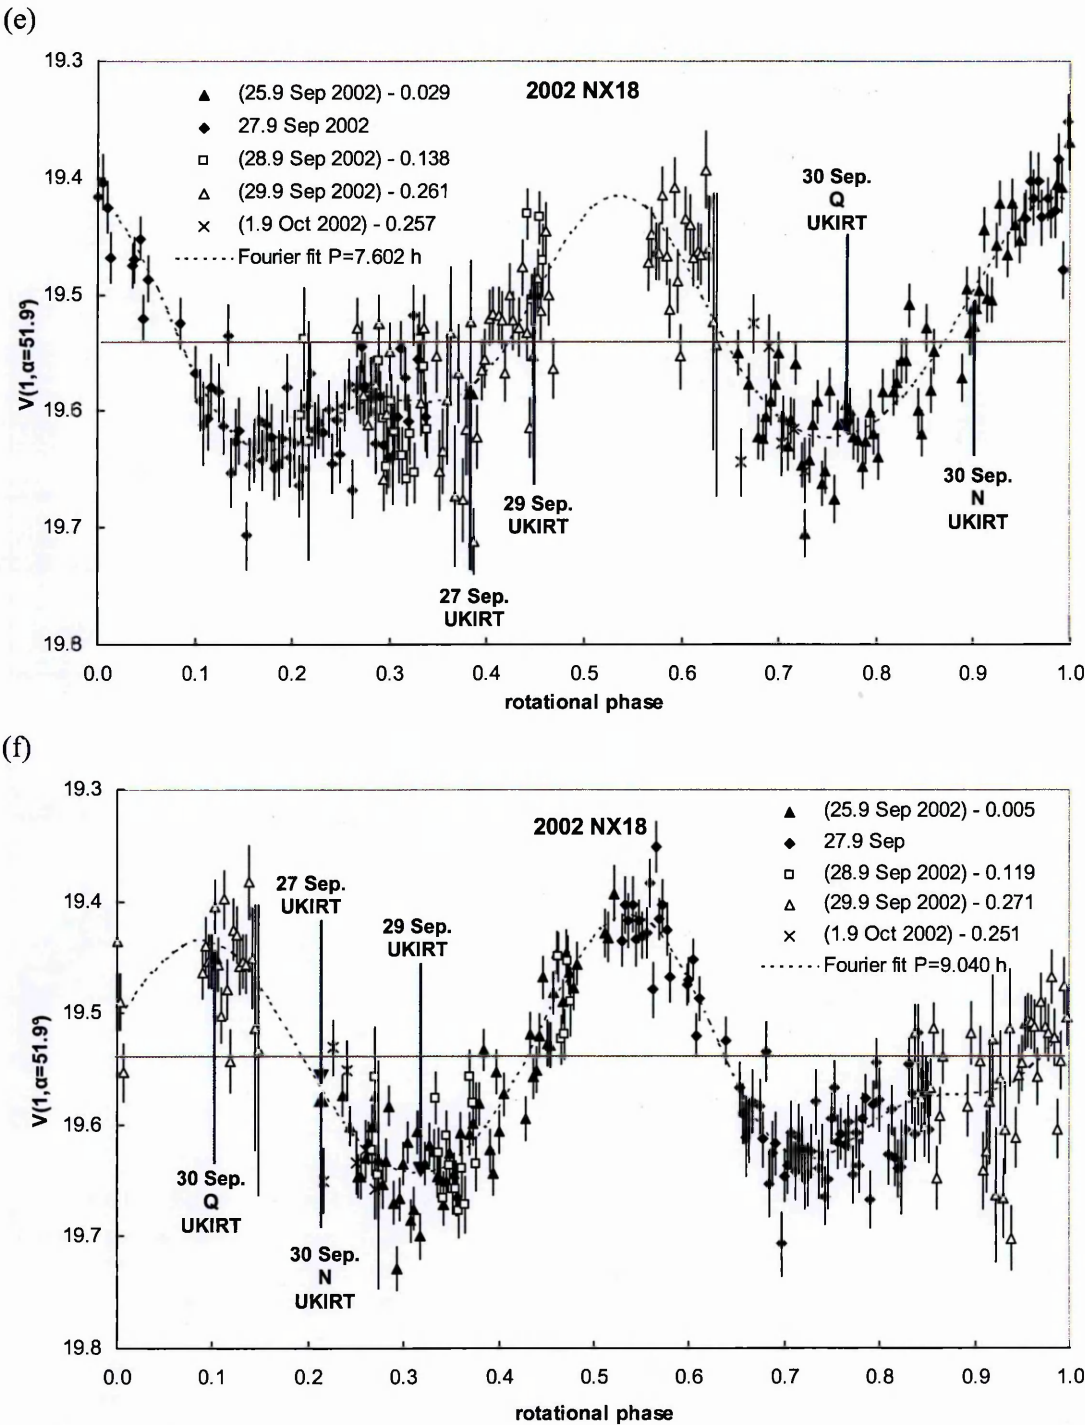 (e)
19.3
19.4
19.5
19.6
19.7
19.8
V(1,α=51.9°)
2002 NX18
(25.9 Sep 2002) - 0.029
27.9 Sep 2002
(28.9 Sep 2002) - 0.138
(29.9 Sep 2002) - 0.261
(1.9 Oct 2002) - 0.257
Fourier fit P=7.602 h
30 Sep.
Q
UKIRT
29 Sep.
UKIRT
27 Sep.
UKIRT
30 Sep.
N
UKIRT
0.0 0.1 0.2 0.3 0.4 0.5 0.6 0.7 0.8 0.9 1.0
rotational phase
(f)
19.3
19.4
19.5
19.6
19.7
19.8
V(1,α=51.9°)
2002 NX18
(25.9 Sep 2002) - 0.005
27.9 Sep
(28.9 Sep 2002) - 0.119
(29.9 Sep 2002) - 0.271
(1.9 Oct 2002) - 0.251
Fourier fit P=9.040 h
27 Sep.
UKIRT
29 Sep.
UKIRT
30 Sep.
Q
UKIRT
30 Sep.
N
UKIRT
0.0 0.1 0.2 0.3 0.4 0.5 0.6 0.7 0.8 0.9 1.0
rotational phase